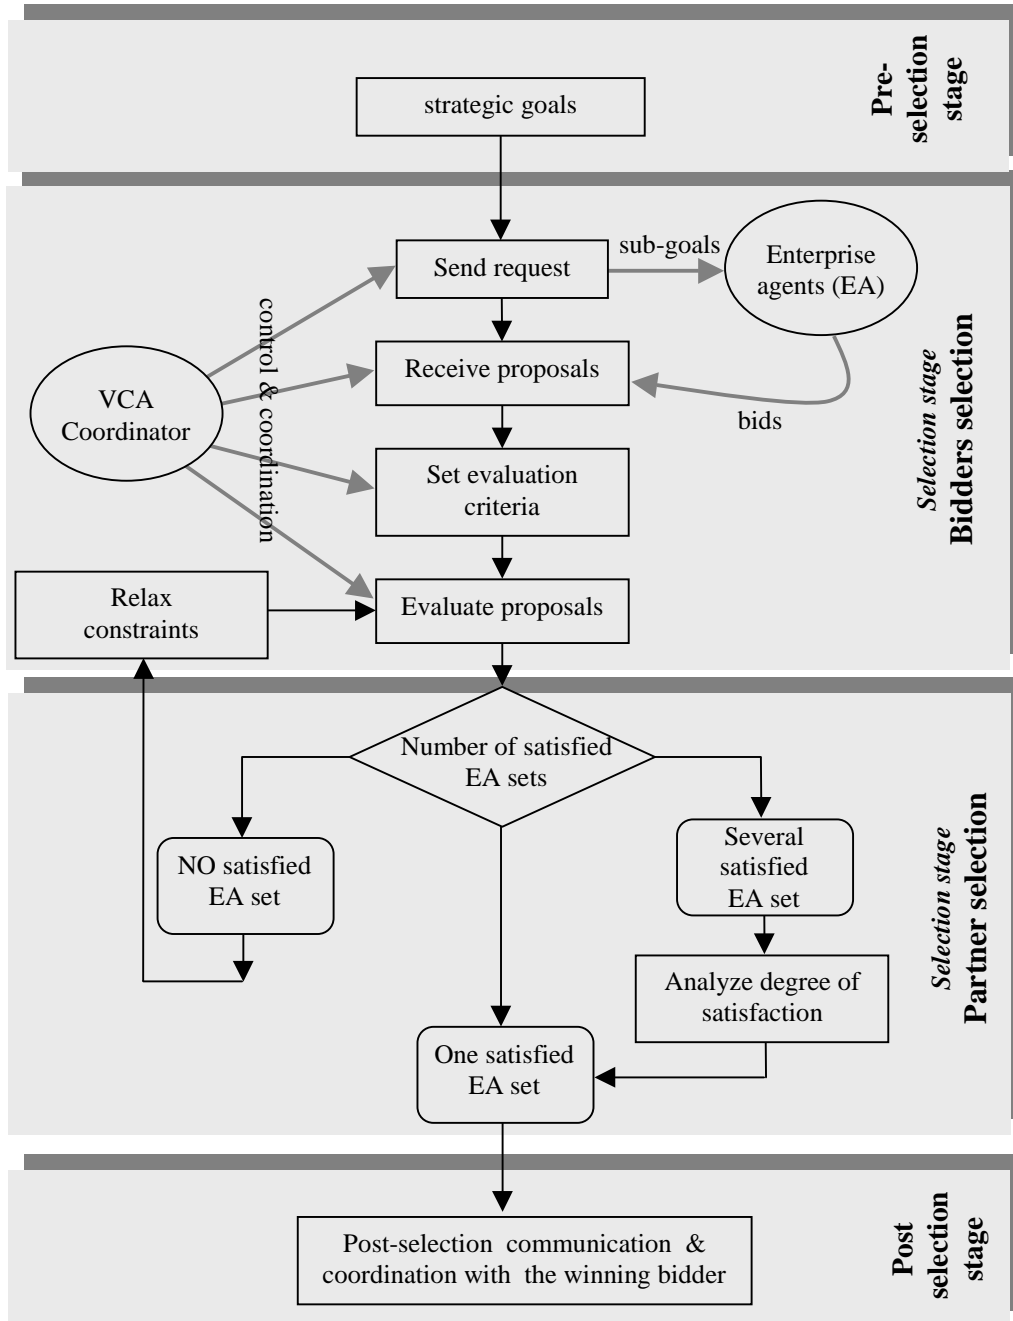 Pre-
selection
stage
strategic goals
Send request
sub-goals
Enterprise
agents (EA)
control & coordination
VCA
Coordinator
Receive proposals
bids
Set evaluation
criteria
Selection stage
Bidders selection
Relax
constraints
Evaluate proposals
Number of satisfied
EA sets
NO satisfied
EA set
Several
satisfied
EA set
Analyze degree of
satisfaction
One satisfied
EA set
Selection stage
Partner selection
Post-selection communication &
coordination with the winning bidder
Post
selection
stage